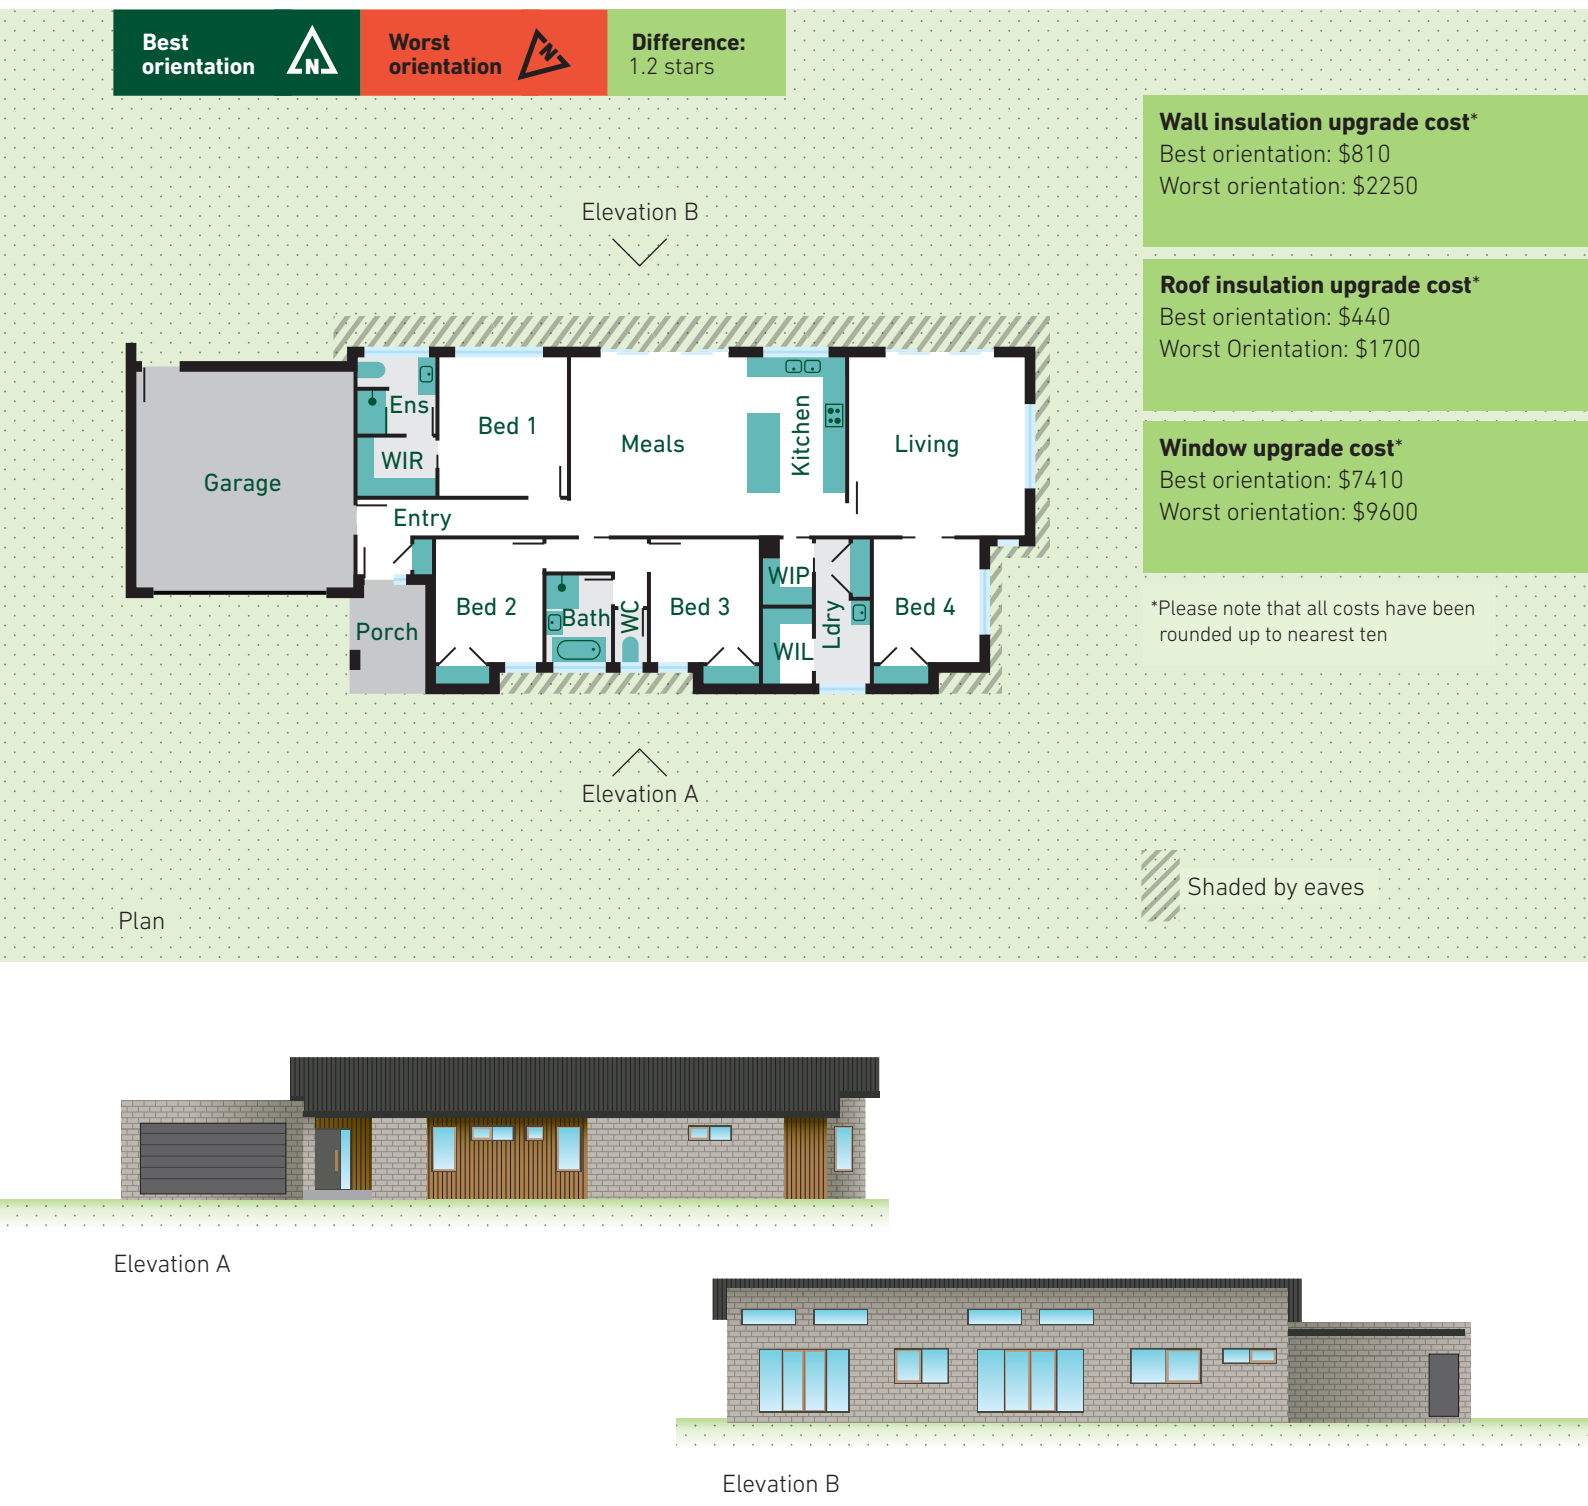 Best
orientation
N
Worst
orientation
N
Difference:
1.2 stars
Wall insulation upgrade cost*
Best orientation: $810
Worst orientation: $2250
Roof insulation upgrade cost*
Best orientation: $440
Worst Orientation: $1700
Window upgrade cost*
Best orientation: $7410
Worst orientation: $9600
*Please note that all costs have been
rounded up to nearest ten
Elevation B
Ens
Bed 1
Meals
Kitchen
Living
WIR
Garage
Entry
WIP
Bed 2
Bath
WC
Bed 3
Ldry
Bed 4
Porch
WIL
Elevation A
Shaded by eaves
Plan
Elevation A
Elevation B